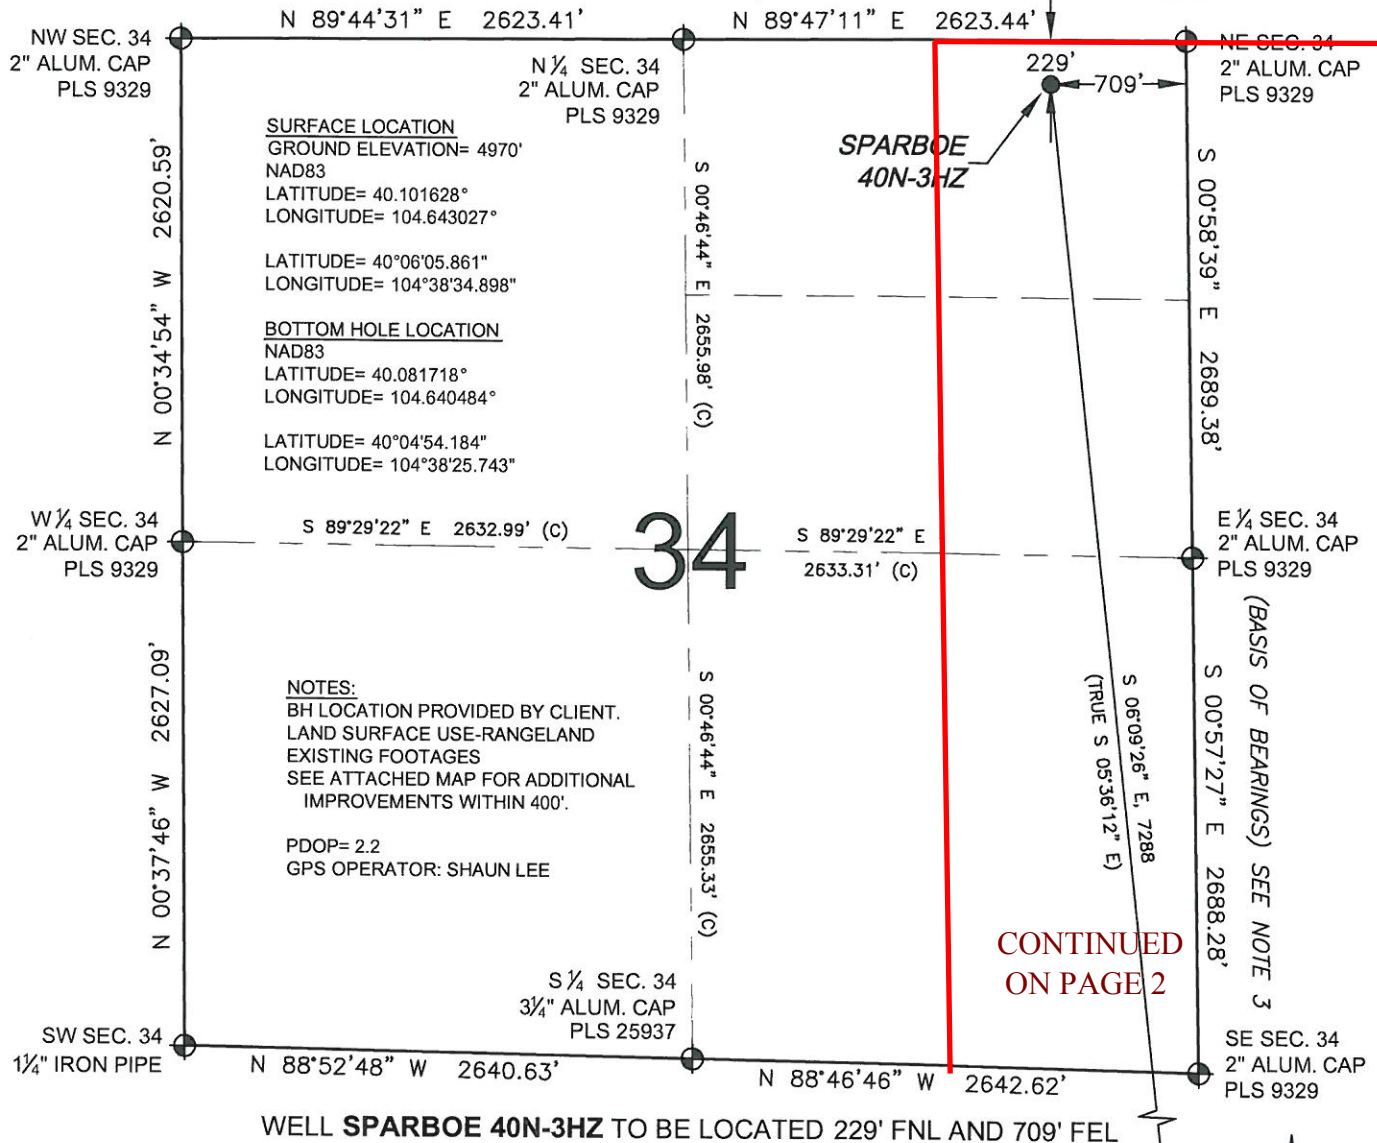 N 89°44'31" E 2623.41'
N 89°47'11" E 2623.44'
NW SEC. 34
2" ALUM. CAP
PLS 9329
N ¼ SEC. 34
2" ALUM. CAP
PLS 9329
NE SEC. 34
2" ALUM. CAP
PLS 9329
229'
709'
SPARBOE
40N-3HZ
SURFACE LOCATION
GROUND ELEVATION= 4970'
NAD83
LATITUDE= 40.101628°
LONGITUDE= 104.643027°
LATITUDE= 40°06'05.861"
LONGITUDE= 104°38'34.898"
BOTTOM HOLE LOCATION
NAD83
LATITUDE= 40.081718°
LONGITUDE= 104.640484°
LATITUDE= 40°04'54.184"
LONGITUDE= 104°38'25.743"
N 00°34'54" W 2620.59'
S 00°46'44" E 2655.98' (C)
S 00°58'39" E 2689.38'
W ¼ SEC. 34
2" ALUM. CAP
PLS 9329
S 89°29'22" E 2632.99' (C)
34
S 89°29'22" E
2633.31' (C)
E ¼ SEC. 34
2" ALUM. CAP
PLS 9329
N 00°37'46" W 2627.09'
NOTES:
BH LOCATION PROVIDED BY CLIENT.
LAND SURFACE USE-RANGELAND
EXISTING FOOTAGES
SEE ATTACHED MAP FOR ADDITIONAL
IMPROVEMENTS WITHIN 400'.
PDOP= 2.2
GPS OPERATOR: SHAUN LEE
S 00°46'44" E 2655.33' (C)
S 06°09'26" E, 7288
(TRUE S 05°36'12" E)
S 00°57'27" E 2688.28'
(BASIS OF BEARINGS) SEE NOTE 3
CONTINUED
ON PAGE 2
S ¼ SEC. 34
3¼" ALUM. CAP
PLS 25937
SW SEC. 34
1¼" IRON PIPE
N 88°52'48" W 2640.63'
N 88°46'46" W 2642.62'
SE SEC. 34
2" ALUM. CAP
PLS 9329
WELL SPARBOE 40N-3HZ TO BE LOCATED 229' FNL AND 709' FEL